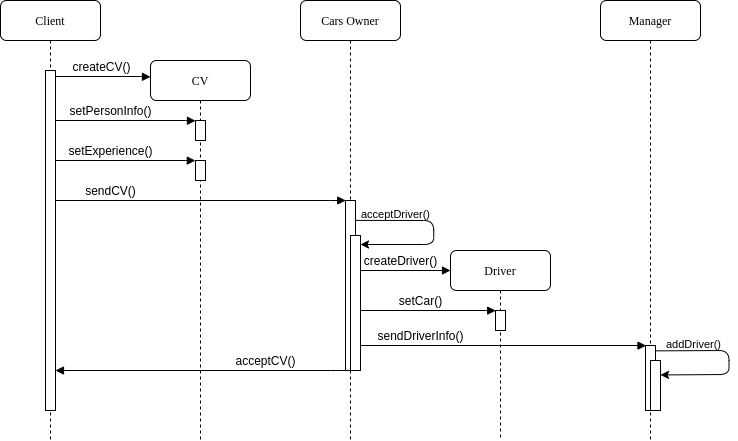 Client
Cars Owner
Manager
createCV()
CV
setPersonInfo()
setExperience()
sendCV()
acceptDriver()
createDriver()
Driver
setCar()
sendDriverInfo()
addDriver()
acceptCV()